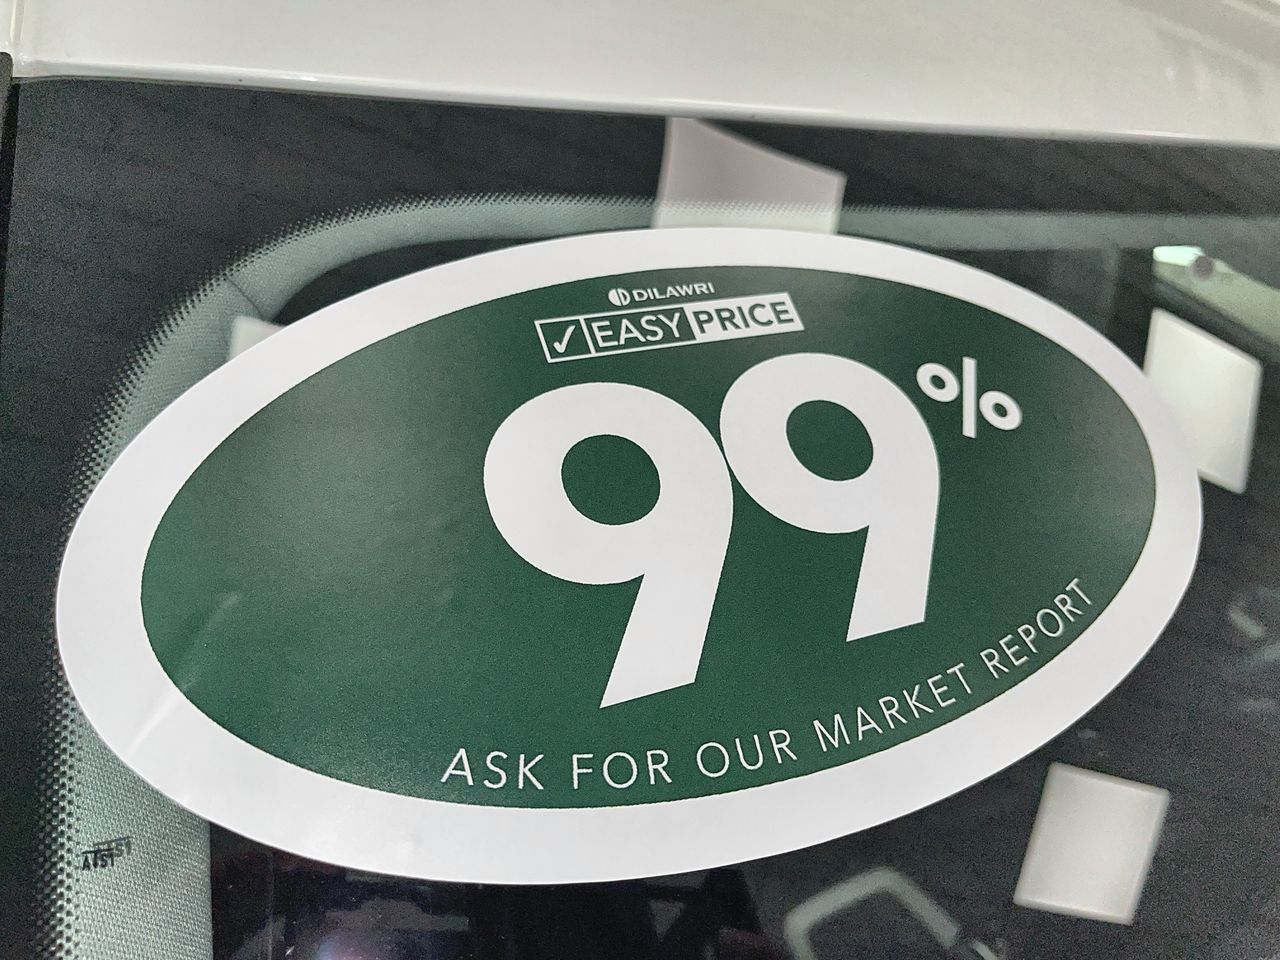 DILAWRI
✓ EASY PRICE
99%
ASK FOR OUR MARKET REPORT